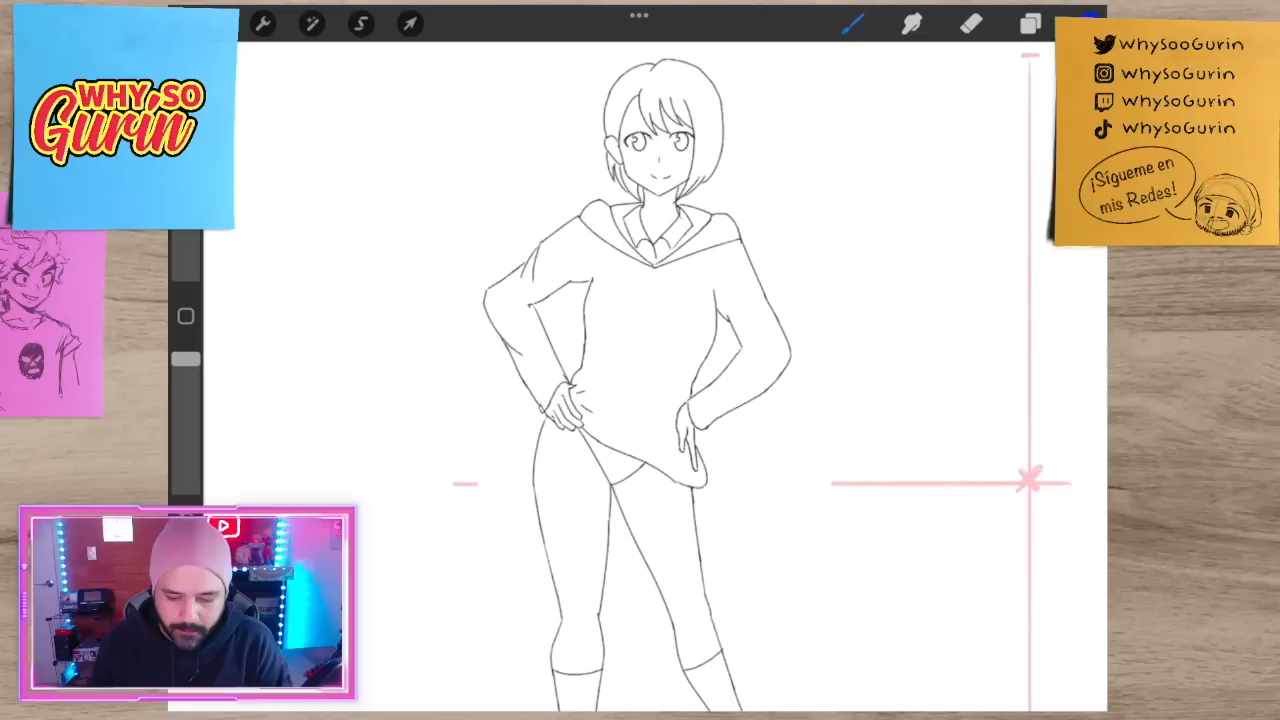 WHY SO
Gurin
WhySooGurin
WhySoGurin
WhySoGurin
WhySoGurin
¡Sígueme en
mis Redes!